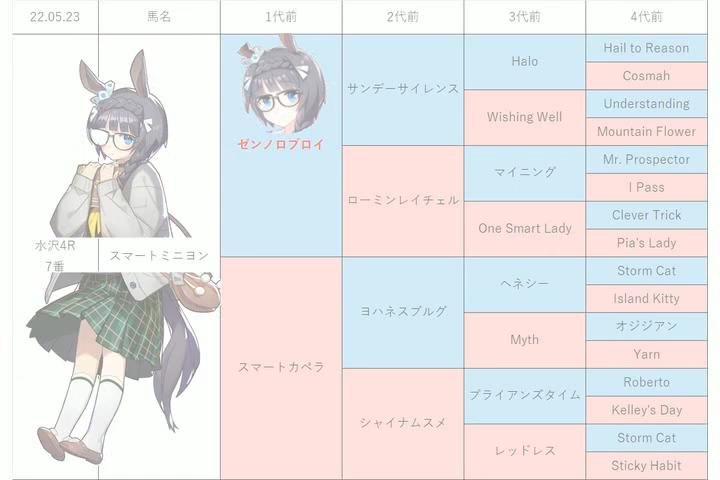 22.05.23 馬名 1代前 2代前 3代前 4代前
水沢4R
7番
スマートミニヨン
ゼンノロブロイ
スマートカペラ
サンデーサイレンス
ローミンレイチェル
ヨハネスブルグ
シャイナムスメ
Halo
Wishing Well
マイニング
One Smart Lady
ヘネシー
Myth
ブライアンズタイム
レッドレス
Hail to Reason
Cosmah
Understanding
Mountain Flower
Mr. Prospector
I Pass
Clever Trick
Pia's Lady
Storm Cat
Island Kitty
オジジアン
Yarn
Roberto
Kelley's Day
Storm Cat
Sticky Habit